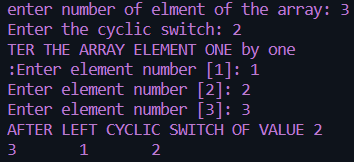 enter number of elment of the array: 3
Enter the cyclic switch: 2
TER THE ARRAY ELEMENT ONE by one
:Enter element number [1]: 1
Enter element number [2]: 2
Enter element number [3]: 3
AFTER LEFT CYCLIC SWITCH OF VALUE 2
3 1 2